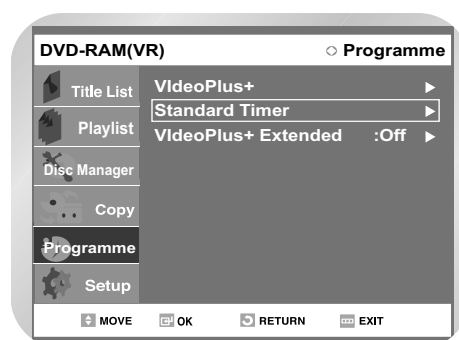 DVD-RAM(VR) Programme
Title List
Playlist
Disc Manager
Copy
Programme
Setup
VIdeoPlus+
Standard Timer
VIdeoPlus+ Extended :Off
MOVE OK RETURN EXIT